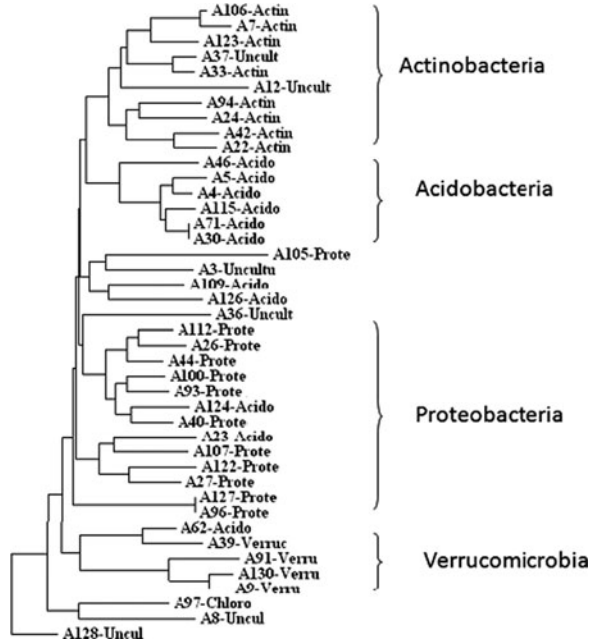 A106-Actin
A7-Actin
A123-Actin
A37-Uncult
A33-Actin
A12-Uncult
A94-Actin
A24-Actin
A42-Actin
A22-Actin
Actinobacteria
A46-Acido
A5-Acido
A4-Acido
A115-Acido
A71-Acido
A30-Acido
Acidobacteria
A105-Prote
A3-Uncultu
A109-Acido
A126-Acido
A36-Uncult
A112-Prote
A26-Prote
A44-Prote
A100-Prote
A93-Prote
A124-Acido
A40-Prote
A23-Acido
A107-Prote
A122-Prote
A27-Prote
A127-Prote
A96-Prote
Proteobacteria
A62-Acido
A39-Verruc
A91-Verru
A130-Verru
A9-Verru
Verrucomicrobia
A97-Chloro
A8-Uncul
A128-Uncul